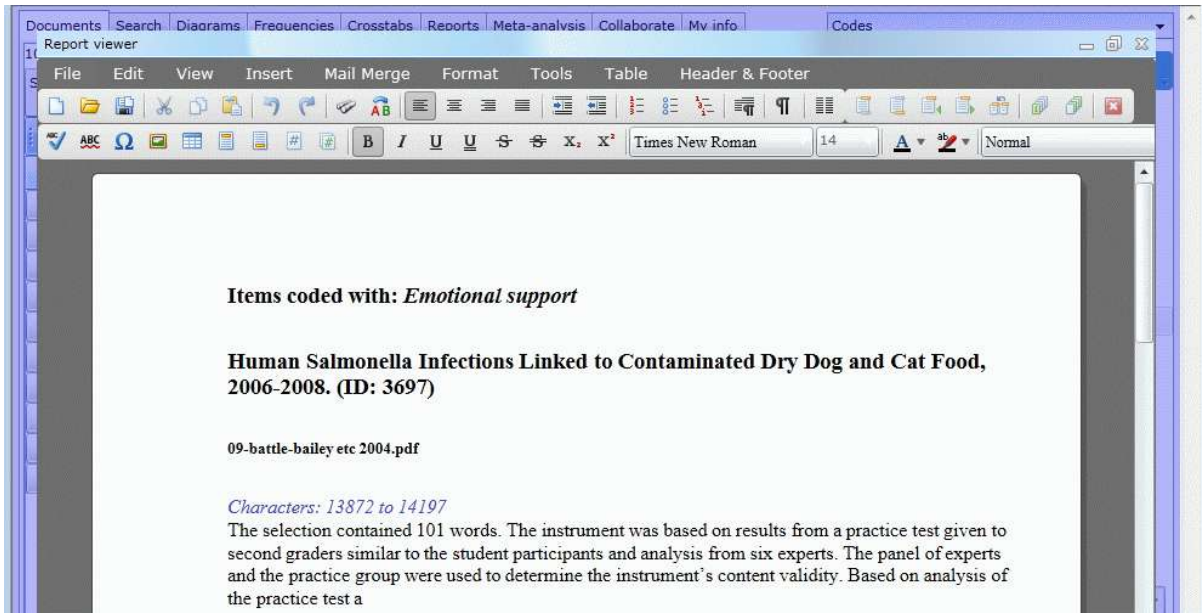 Documents Search Diagrams Frequencies Crosstabs Reports Meta-analysis Collaborate My info Codes
Report viewer
File Edit View Insert Mail Merge Format Tools Table Header & Footer
B I U U S S X₂ X² Times New Roman 14 A Normal
Items coded with: Emotional support
Human Salmonella Infections Linked to Contaminated Dry Dog and Cat Food,
2006-2008. (ID: 3697)
09-battle-bailey etc 2004.pdf
Characters: 13872 to 14197
The selection contained 101 words. The instrument was based on results from a practice test given to
second graders similar to the student participants and analysis from six experts. The panel of experts
and the practice group were used to determine the instrument's content validity. Based on analysis of
the practice test a